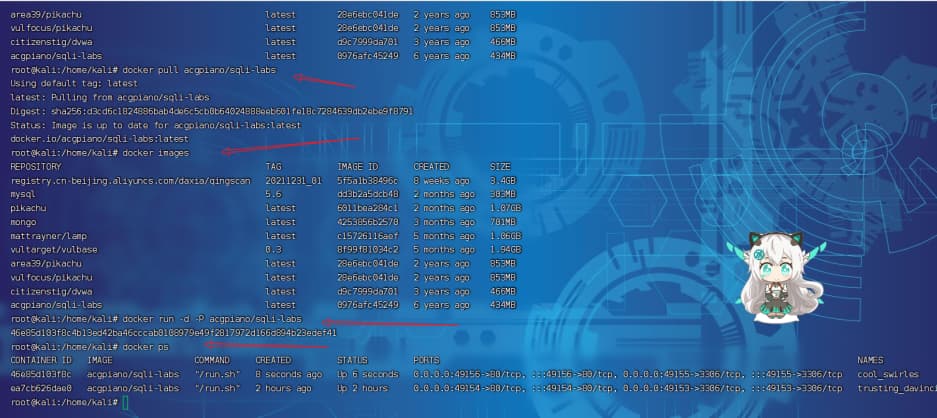 area39/pikachu latest 28e6ebc041de 2 years ago 853MB
vulfocus/pikachu latest 28e6ebc041de 2 years ago 853MB
citizenstig/dvwa latest d9c7999da701 3 years ago 466MB
acgpiano/sqli-labs latest 0976afc45249 6 years ago 434MB
root@kali:/home/kali# docker pull acgpiano/sqli-labs
Using default tag: latest
latest: Pulling from acgpiano/sqli-labs
Digest: sha256:d3cd6c1824886bab4de6c5cb0b64024888eeb601fe18c7284639db2ebe9f8791
Status: Image is up to date for acgpiano/sqli-labs:latest
docker.io/acgpiano/sqli-labs:latest
root@kali:/home/kali# docker images
REPOSITORY TAG IMAGE ID CREATED SIZE
registry.cn-beijing.aliyuncs.com/daxia/qingscan 20211231_01 5f5a1b38496c 8 weeks ago 3.4GB
mysql 5.6 dd3b2a5dcb48 2 months ago 303MB
pikachu latest 6011bea284c1 2 months ago 1.07GB
mongo latest 4253856b2570 3 months ago 701MB
mattrayner/lamp latest c15726116aef 5 months ago 1.06GB
vultarget/vulbase 0.3 8f99f81034c2 5 months ago 1.94GB
area39/pikachu latest 28e6ebc041de 2 years ago 853MB
vulfocus/pikachu latest 28e6ebc041de 2 years ago 853MB
citizenstig/dvwa latest d9c7999da701 3 years ago 466MB
acgpiano/sqli-labs latest 0976afc45249 6 years ago 434MB
root@kali:/home/kali# docker run -d -P acgpiano/sqli-labs
46e85d103f8c4b13ed42ba46cccab0108979e49f2817972d166d894b23edef41
root@kali:/home/kali# docker ps
CONTAINER ID IMAGE COMMAND CREATED STATUS PORTS NAMES
46e85d103f8c acgpiano/sqli-labs "/run.sh" 8 seconds ago Up 6 seconds 0.0.0.0:49156->80/tcp, :::49156->80/tcp, 0.0.0.0:49155->3306/tcp, :::49155->3306/tcp cool_swirles
ea7cb626dae0 acgpiano/sqli-labs "/run.sh" 2 hours ago Up 2 hours 0.0.0.0:49154->80/tcp, :::49154->80/tcp, 0.0.0.0:49153->3306/tcp, :::49153->3306/tcp trusting_davinci
root@kali:/home/kali#